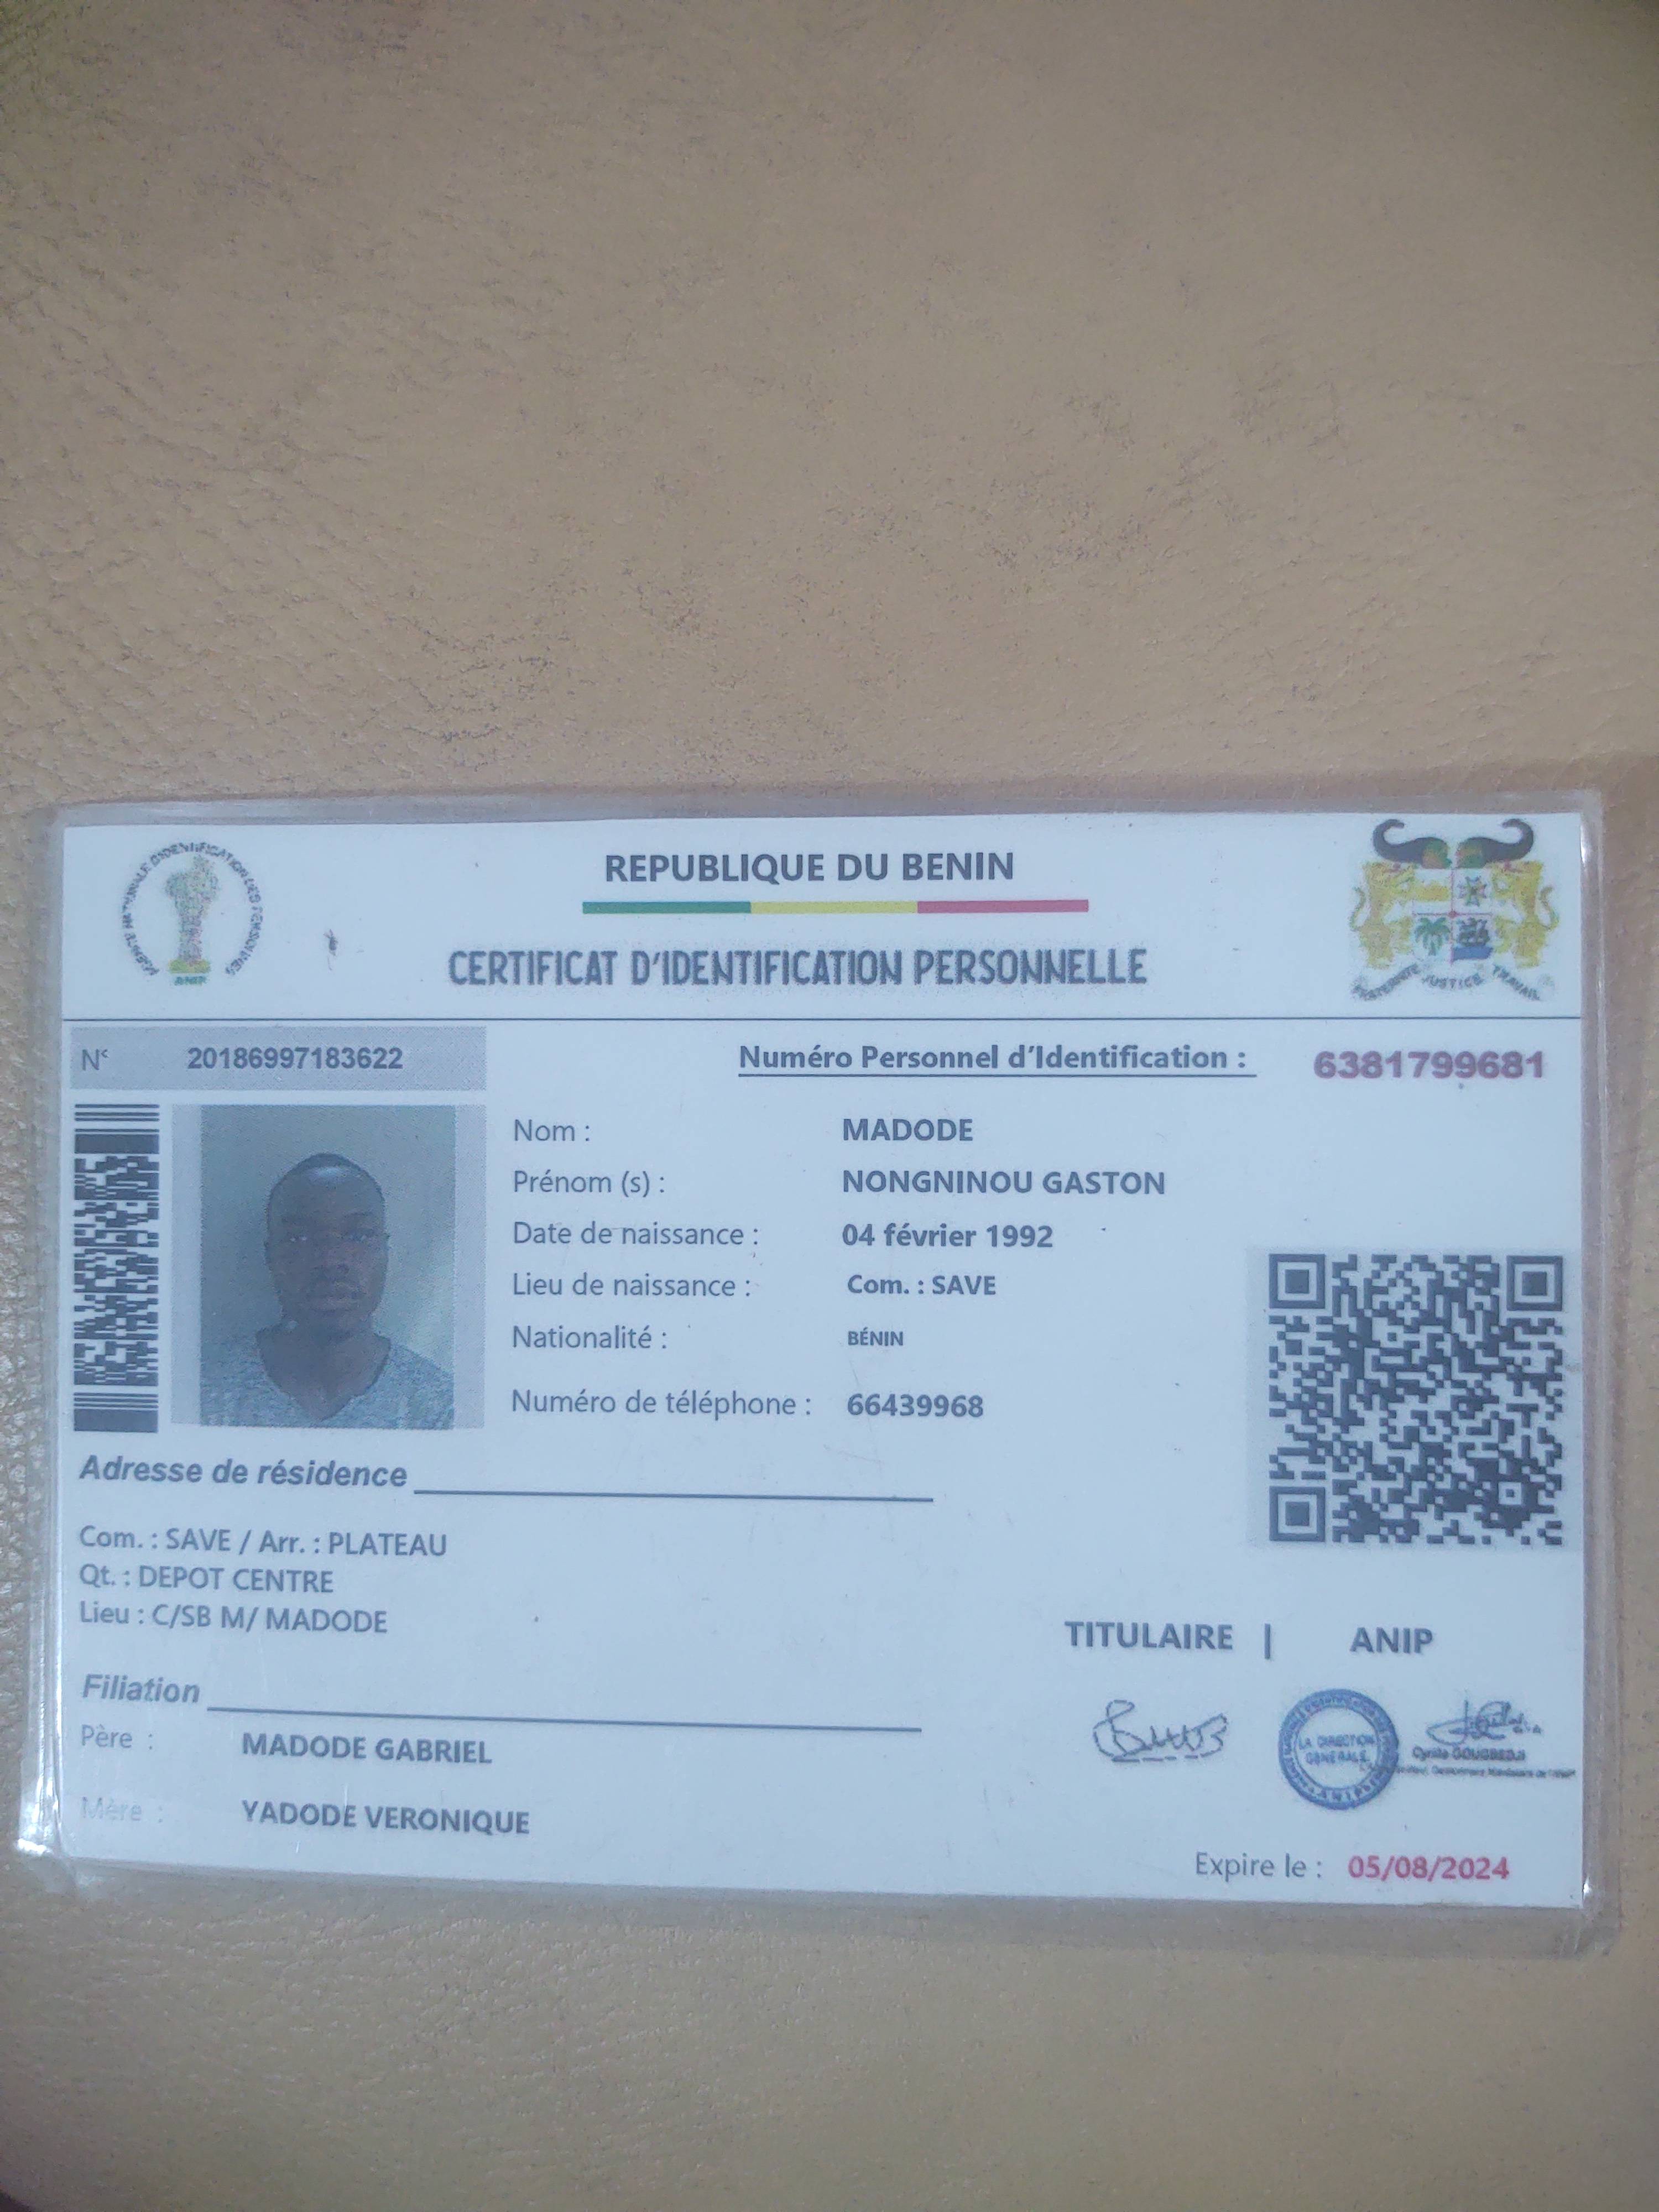 REPUBLIQUE DU BENIN
AGENCE NATIONALE D'IDENTIFICATION DES PERSONNES
ANIP
CERTIFICAT D'IDENTIFICATION PERSONNELLE
FRATERNITE JUSTICE TRAVAIL
N° 20186997183622
Numéro Personnel d'Identification : 6381799681
Nom : MADODE
Prénom (s) : NONGNINOU GASTON
Date de naissance : 04 février 1992
Lieu de naissance : Com. : SAVE
Nationalité : BÉNIN
Numéro de téléphone : 66439968
Adresse de résidence
Com. : SAVE / Arr. : PLATEAU
Qt. : DEPOT CENTRE
Lieu : C/SB M/ MADODE
TITULAIRE | ANIP
Filiation
Père : MADODE GABRIEL
Mère : YADODE VERONIQUE
LA DIRECTION
GENERALE
ANIP
Cyrille GOUGBEDJI
Expire le : 05/08/2024